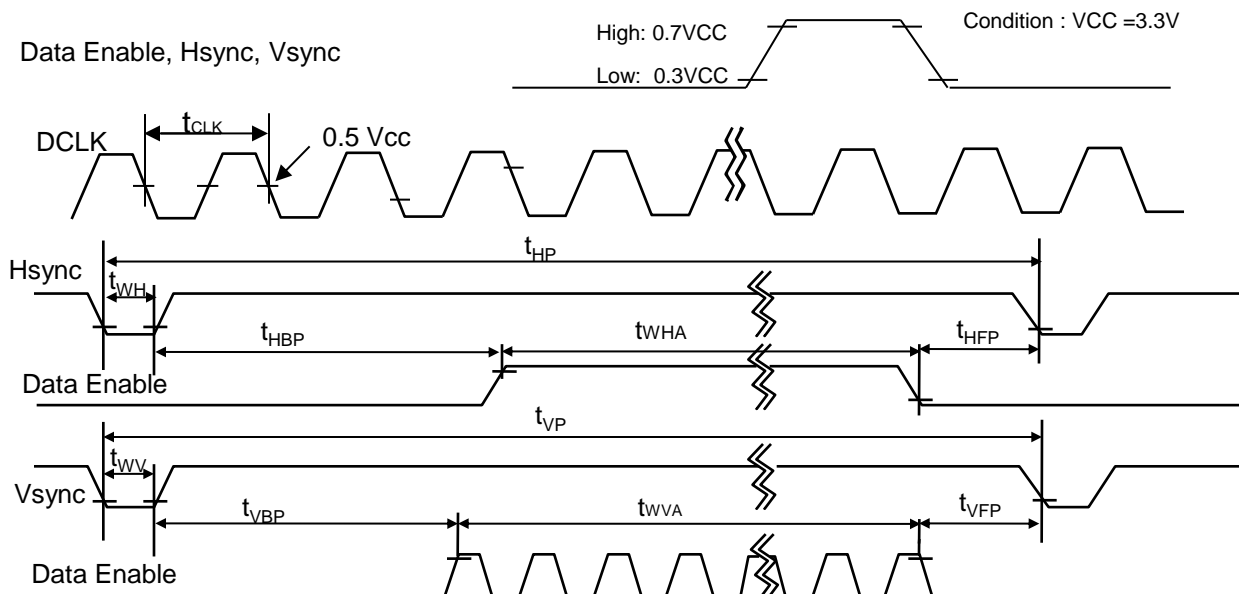 Condition : VCC =3.3V
High: 0.7VCC
Data Enable, Hsync, Vsync
Low: 0.3VCC
tCLK
0.5 Vcc
DCLK
tHP
Hsync
tWH
tHBP
tWHA
tHFP
Data Enable
tVP
tWV
Vsync
tVBP
tWVA
tVFP
Data Enable